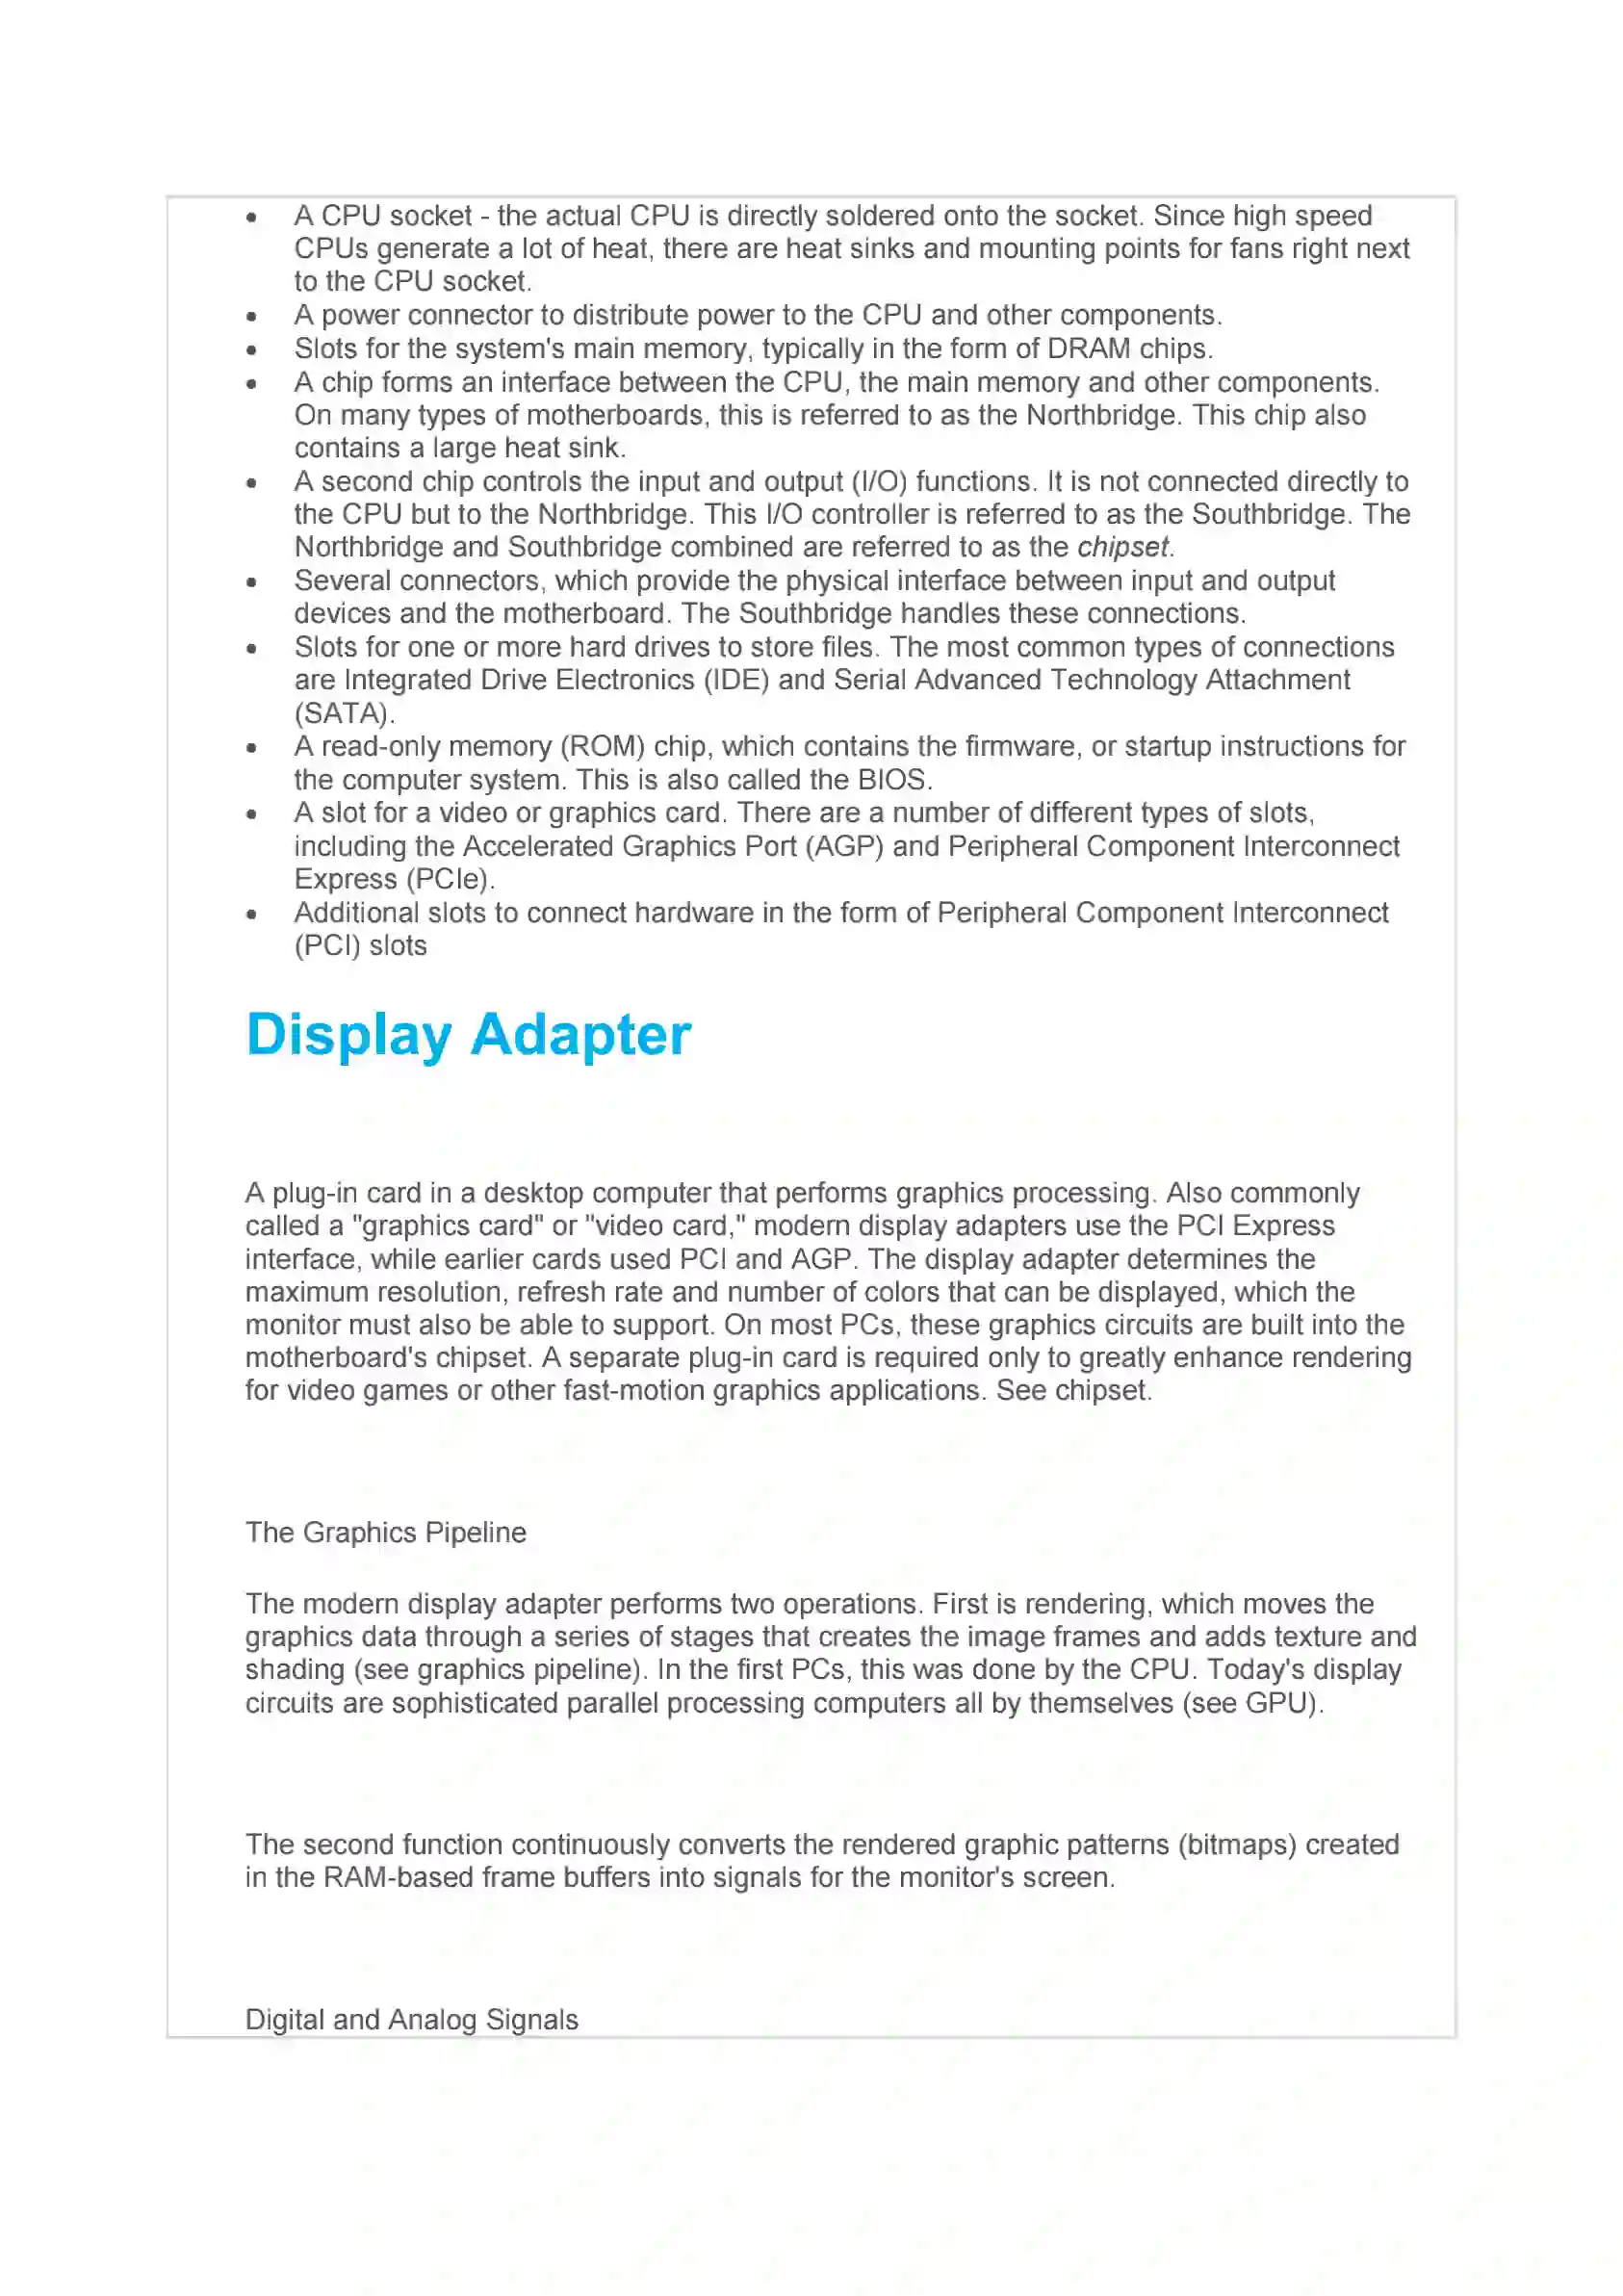 • A CPU socket - the actual CPU is directly soldered onto the socket. Since high speed
CPUs generate a lot of heat, there are heat sinks and mounting points for fans right next
to the CPU socket.
• A power connector to distribute power to the CPU and other components.
• Slots for the system's main memory, typically in the form of DRAM chips.
• A chip forms an interface between the CPU, the main memory and other components.
On many types of motherboards, this is referred to as the Northbridge. This chip also
contains a large heat sink.
• A second chip controls the input and output (I/O) functions. It is not connected directly to
the CPU but to the Northbridge. This I/O controller is referred to as the Southbridge. The
Northbridge and Southbridge combined are referred to as the chipset.
• Several connectors, which provide the physical interface between input and output
devices and the motherboard. The Southbridge handles these connections.
• Slots for one or more hard drives to store files. The most common types of connections
are Integrated Drive Electronics (IDE) and Serial Advanced Technology Attachment
(SATA).
• A read-only memory (ROM) chip, which contains the firmware, or startup instructions for
the computer system. This is also called the BIOS.
• A slot for a video or graphics card. There are a number of different types of slots,
including the Accelerated Graphics Port (AGP) and Peripheral Component Interconnect
Express (PCIe).
• Additional slots to connect hardware in the form of Peripheral Component Interconnect
(PCI) slots
Display Adapter
A plug-in card in a desktop computer that performs graphics processing. Also commonly
called a "graphics card" or "video card," modern display adapters use the PCI Express
interface, while earlier cards used PCI and AGP. The display adapter determines the
maximum resolution, refresh rate and number of colors that can be displayed, which the
monitor must also be able to support. On most PCs, these graphics circuits are built into the
motherboard's chipset. A separate plug-in card is required only to greatly enhance rendering
for video games or other fast-motion graphics applications. See chipset.
The Graphics Pipeline
The modern display adapter performs two operations. First is rendering, which moves the
graphics data through a series of stages that creates the image frames and adds texture and
shading (see graphics pipeline). In the first PCs, this was done by the CPU. Today's display
circuits are sophisticated parallel processing computers all by themselves (see GPU).
The second function continuously converts the rendered graphic patterns (bitmaps) created
in the RAM-based frame buffers into signals for the monitor's screen.
Digital and Analog Signals